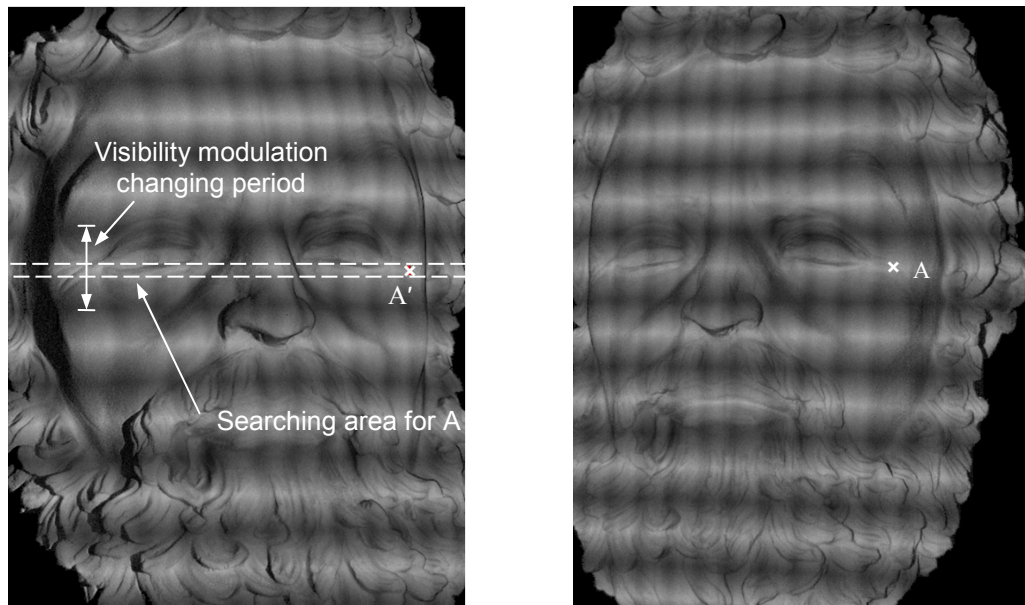 Visibility modulation
changing period
A′
Searching area for A
A